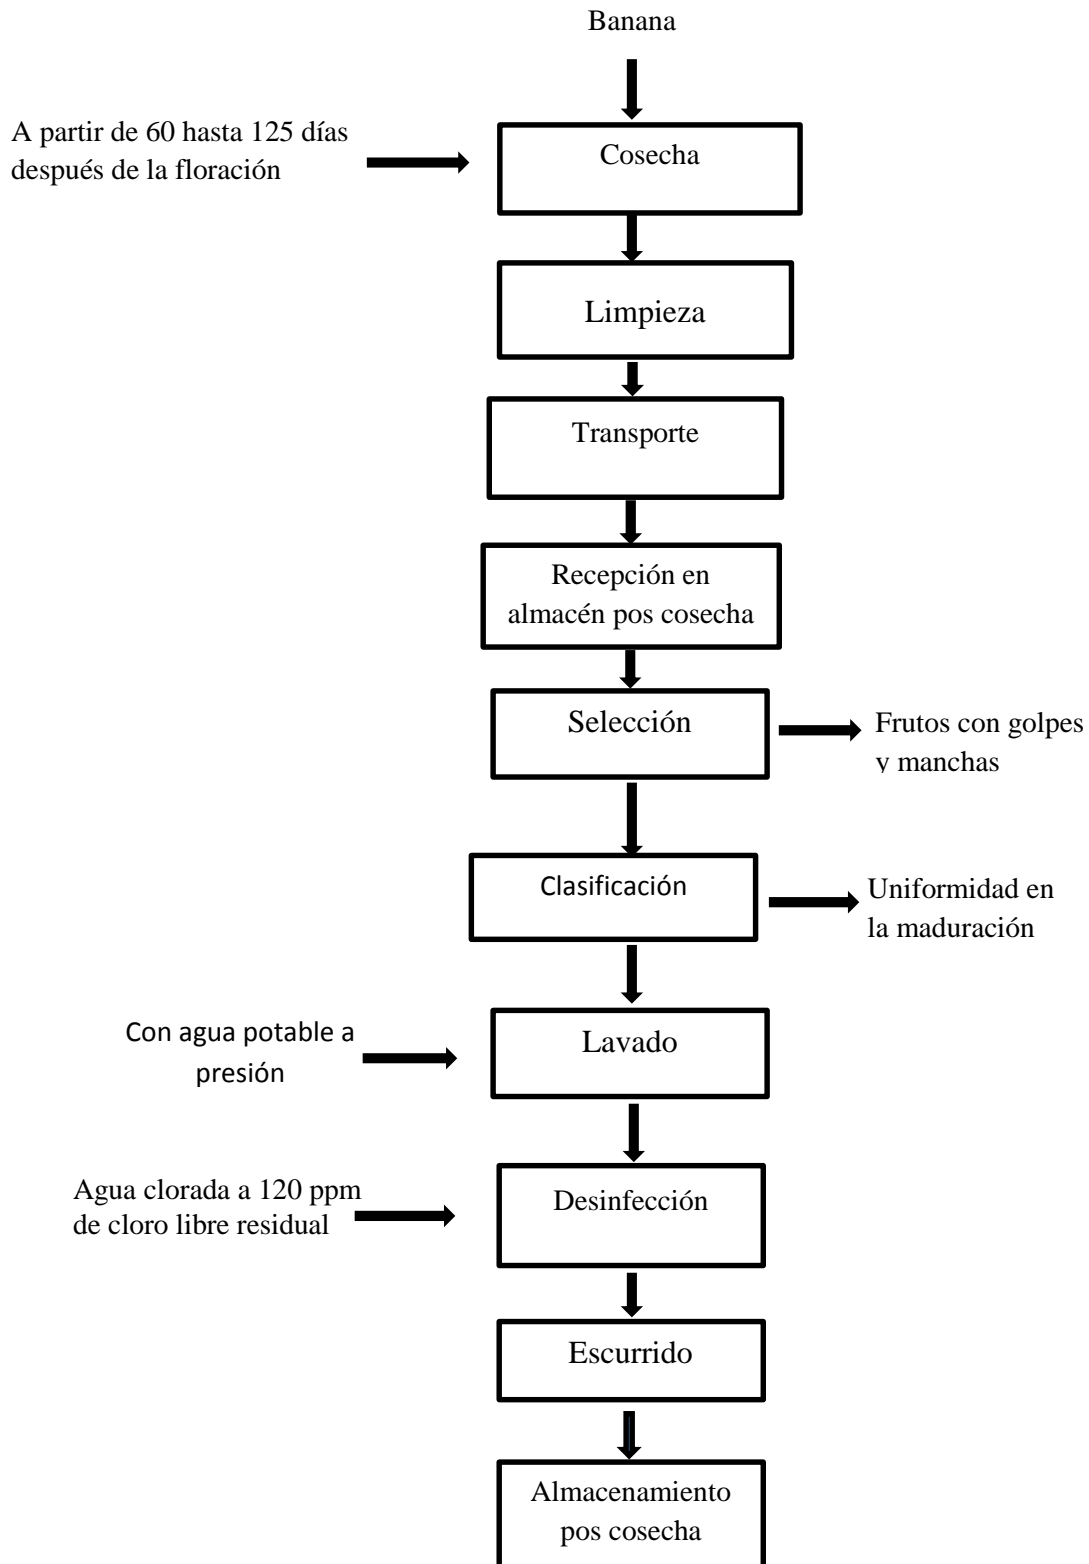 Banana
A partir de 60 hasta 125 días
después de la floración
Cosecha
Limpieza
Transporte
Recepción en
almacén pos cosecha
Selección
Frutos con golpes
y manchas
Clasificación
Uniformidad en
la maduración
Lavado
Con agua potable a
presión
Agua clorada a 120 ppm
de cloro libre residual
Desinfección
Escurrido
Almacenamiento
pos cosecha